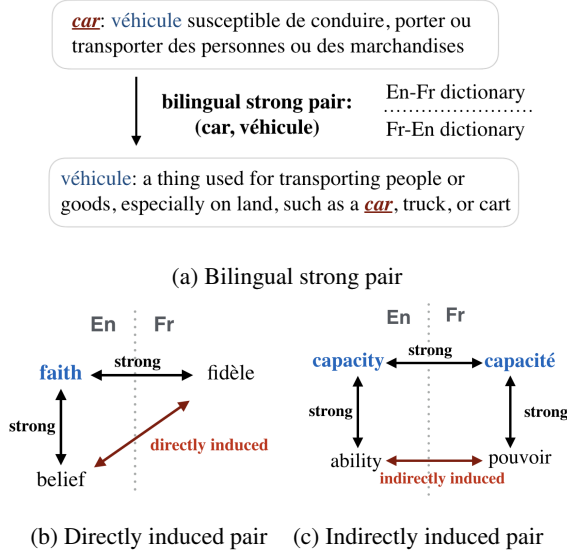 car: véhicule susceptible de conduire, porter ou
transporter des personnes ou des marchandises
bilingual strong pair:
(car, véhicule)
En-Fr dictionary
Fr-En dictionary
véhicule: a thing used for transporting people or
goods, especially on land, such as a car, truck, or cart
(a) Bilingual strong pair
En
Fr
faith
strong
fidèle
strong
directly induced
belief
(b) Directly induced pair
En
Fr
capacity
strong
capacité
strong
strong
ability
pouvoir
indirectly induced
(c) Indirectly induced pair